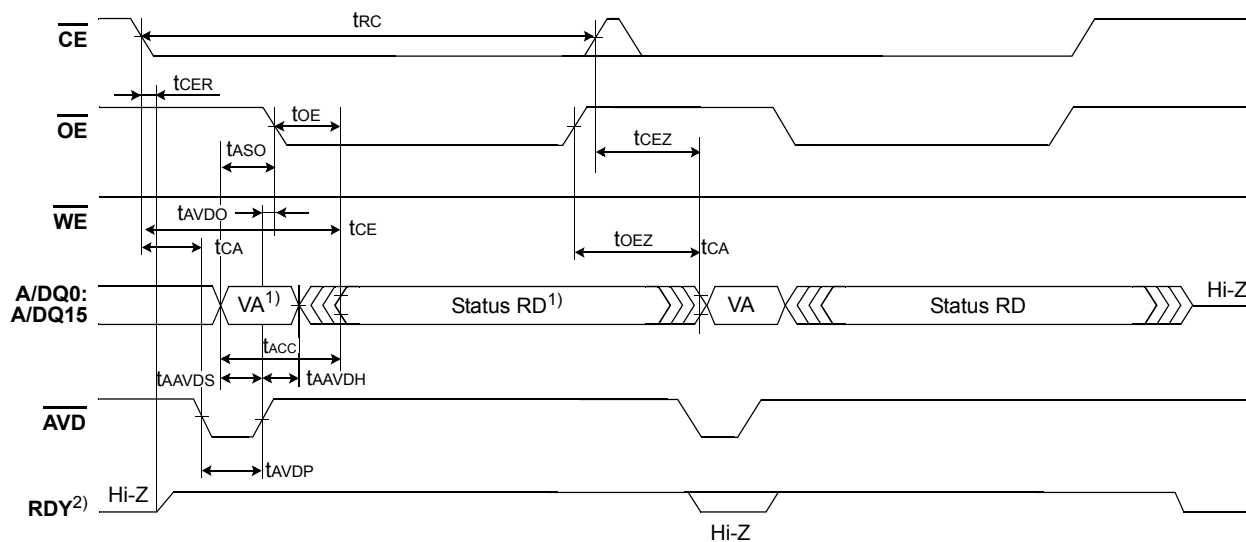 tRC
CE
tCER
tOE
OE
tCEZ
tASO
WE
tAVDO
tCE
tCA
tOEZ
tCA
A/DQ0:
A/DQ15
VA1)
Status RD1)
VA
Status RD
Hi-Z
tACC
tAAVDS
tAAVDH
AVD
tAVDP
Hi-Z
RDY2)
Hi-Z